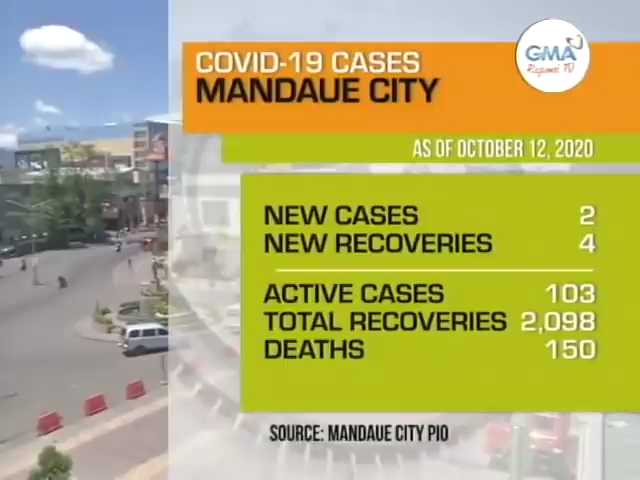 COVID-19 CASES
MANDAUE CITY
GMA
Regional TV
AS OF OCTOBER 12, 2020
NEW CASES 2
NEW RECOVERIES 4
ACTIVE CASES 103
TOTAL RECOVERIES 2,098
DEATHS 150
SOURCE: MANDAUE CITY PIO